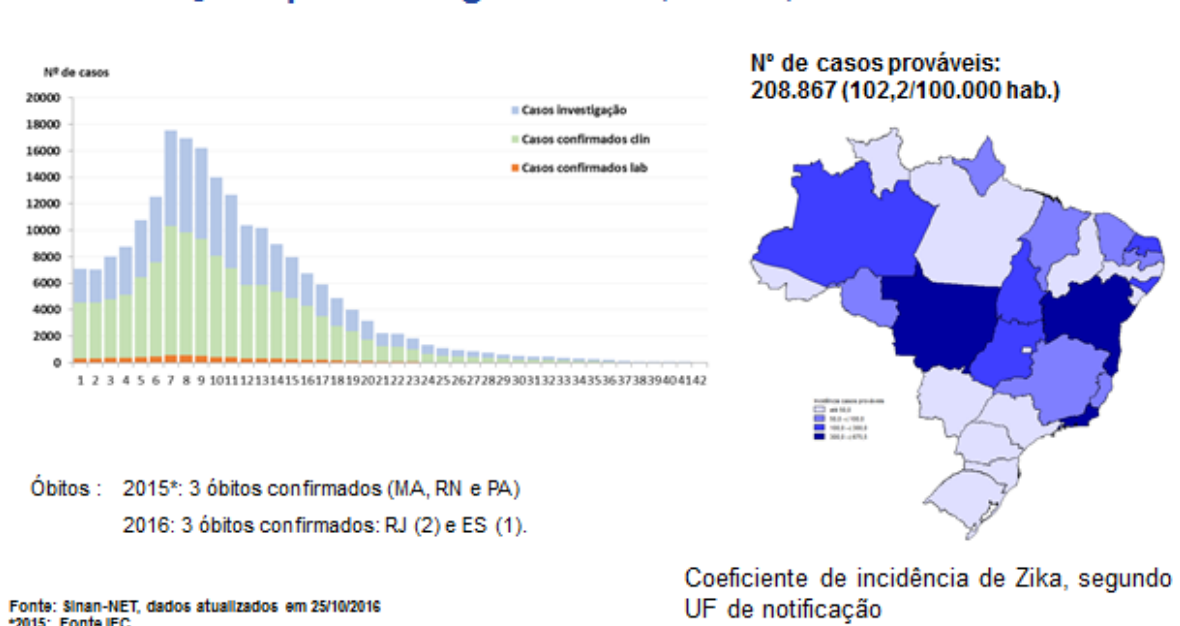 Nº de casos
20000
18000
16000
14000
12000
10000
8000
6000
4000
2000
0
Casos investigação
Casos confirmados clin
Casos confirmados lab
1 2 3 4 5 6 7 8 9 101112131415161718192021222324252627282930313233343536373839404142
Nº de casos prováveis:
208.867 (102,2/100.000 hab.)
Óbitos : 2015*: 3 óbitos confirmados (MA, RN e PA)
2016: 3 óbitos confirmados: RJ (2) e ES (1).
Coeficiente de incidência de Zika, segundo
UF de notificação
Fonte: Sinan-NET, dados atualizados em 25/10/2016
*2015: Fonte IEC